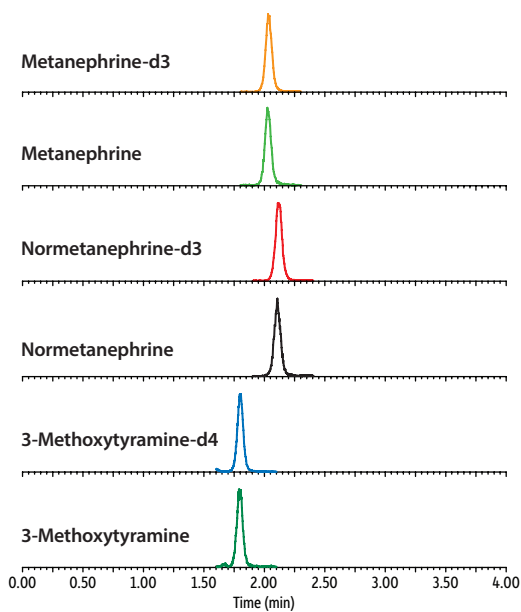 Metanephrine-d3
Metanephrine
Normetanephrine-d3
Normetanephrine
3-Methoxytyramine-d4
3-Methoxytyramine
0.00 0.50 1.00 1.50 2.00 2.50 3.00 3.50 4.00
Time (min)